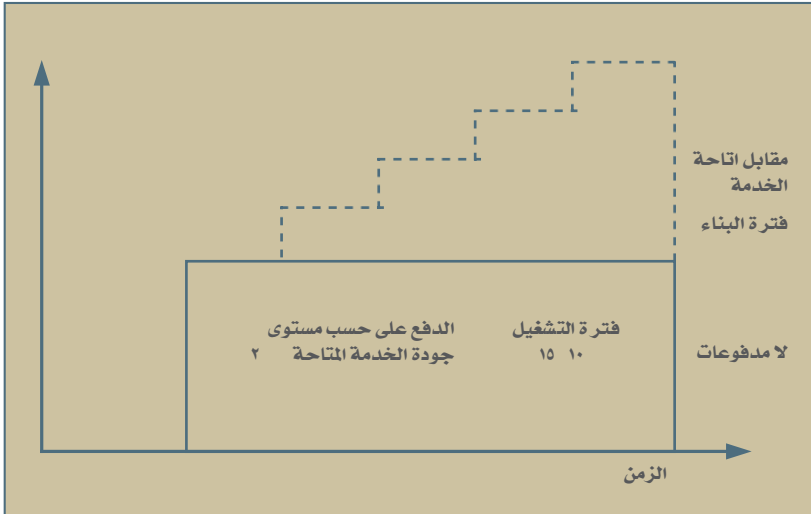 مقابل اتاحة
الخدمة
فترة البناء
فترة التشغيل
١٠ ١٥
الدفع على حسب مستوى
جودة الخدمة المتاحة ٢
لا مدفوعات
الزمن